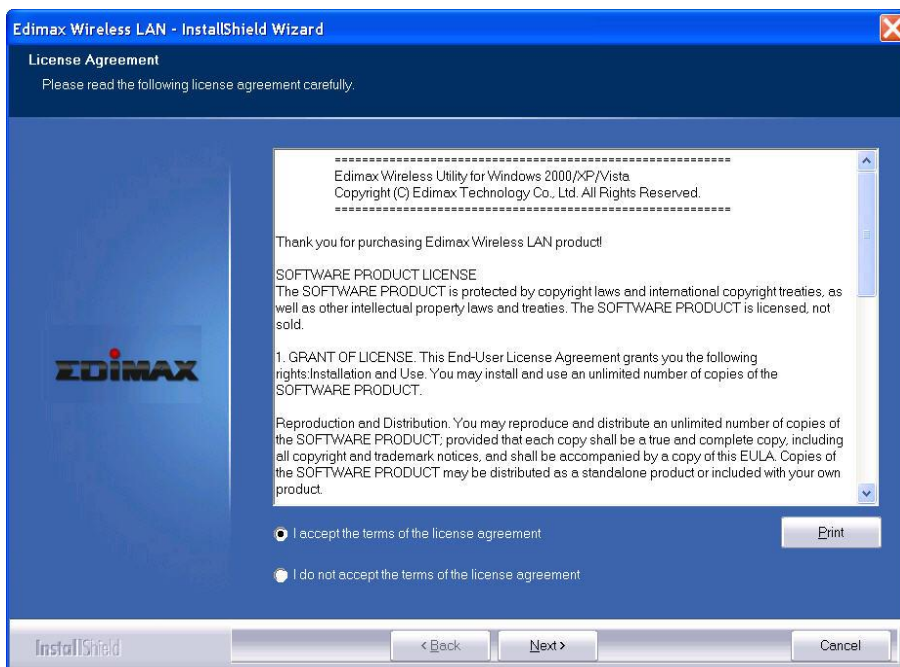 Edimax Wireless LAN - InstallShield Wizard
License Agreement
Please read the following license agreement carefully.
============================================================
Edimax Wireless Utility for Windows 2000/XP/Vista
Copyright (C) Edimax Technology Co., Ltd. All Rights Reserved.
============================================================
Thank you for purchasing Edimax Wireless LAN product!
SOFTWARE PRODUCT LICENSE
The SOFTWARE PRODUCT is protected by copyright laws and international copyright treaties, as
well as other intellectual property laws and treaties. The SOFTWARE PRODUCT is licensed, not
sold.
1. GRANT OF LICENSE. This End-User License Agreement grants you the following
rights:Installation and Use. You may install and use an unlimited number of copies of the
SOFTWARE PRODUCT.
Reproduction and Distribution. You may reproduce and distribute an unlimited number of copies of
the SOFTWARE PRODUCT; provided that each copy shall be a true and complete copy, including
all copyright and trademark notices, and shall be accompanied by a copy of this EULA. Copies of
the SOFTWARE PRODUCT may be distributed as a standalone product or included with your own
product.
EDIMAX
I accept the terms of the license agreement
Print
I do not accept the terms of the license agreement
InstallShield
< Back
Next >
Cancel